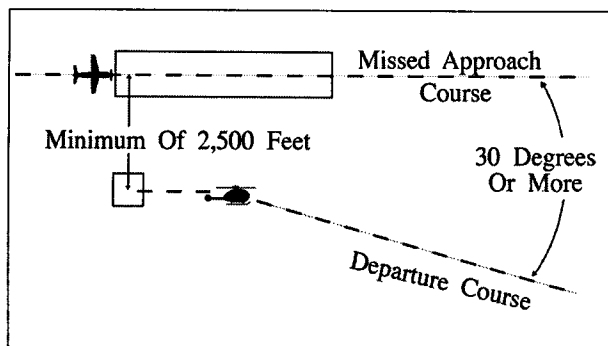 Missed Approach
Course
Minimum Of 2,500 Feet
30 Degrees
Or More
Departure Course